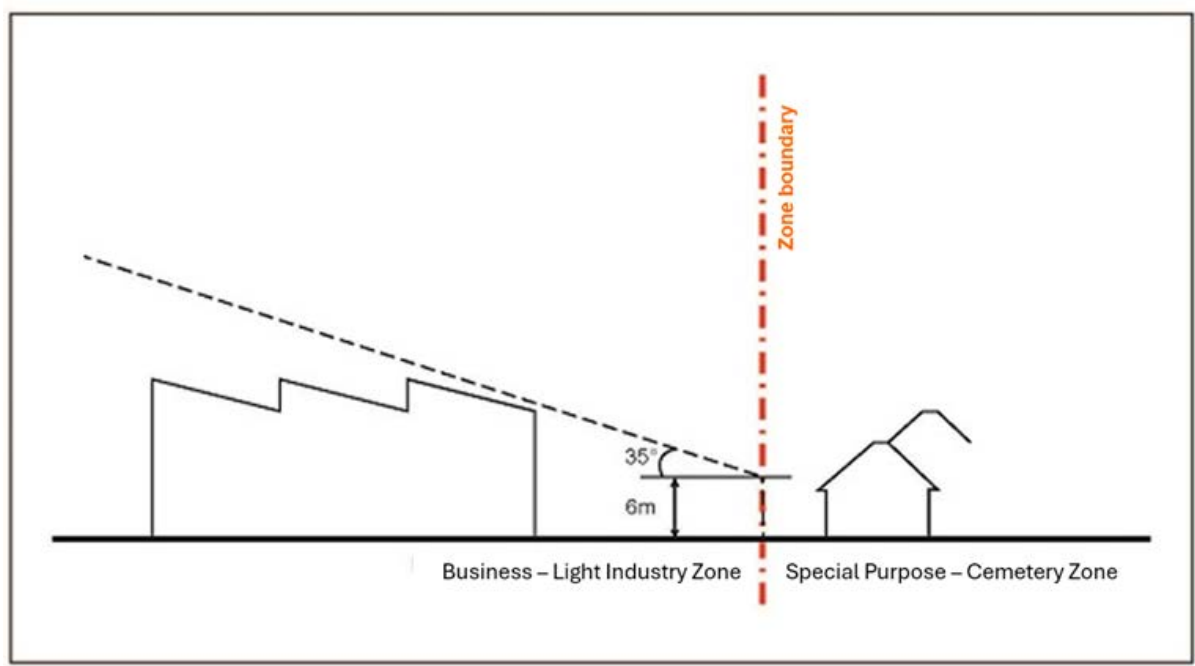 Zone boundary
35°
6m
Business – Light Industry Zone
Special Purpose – Cemetery Zone